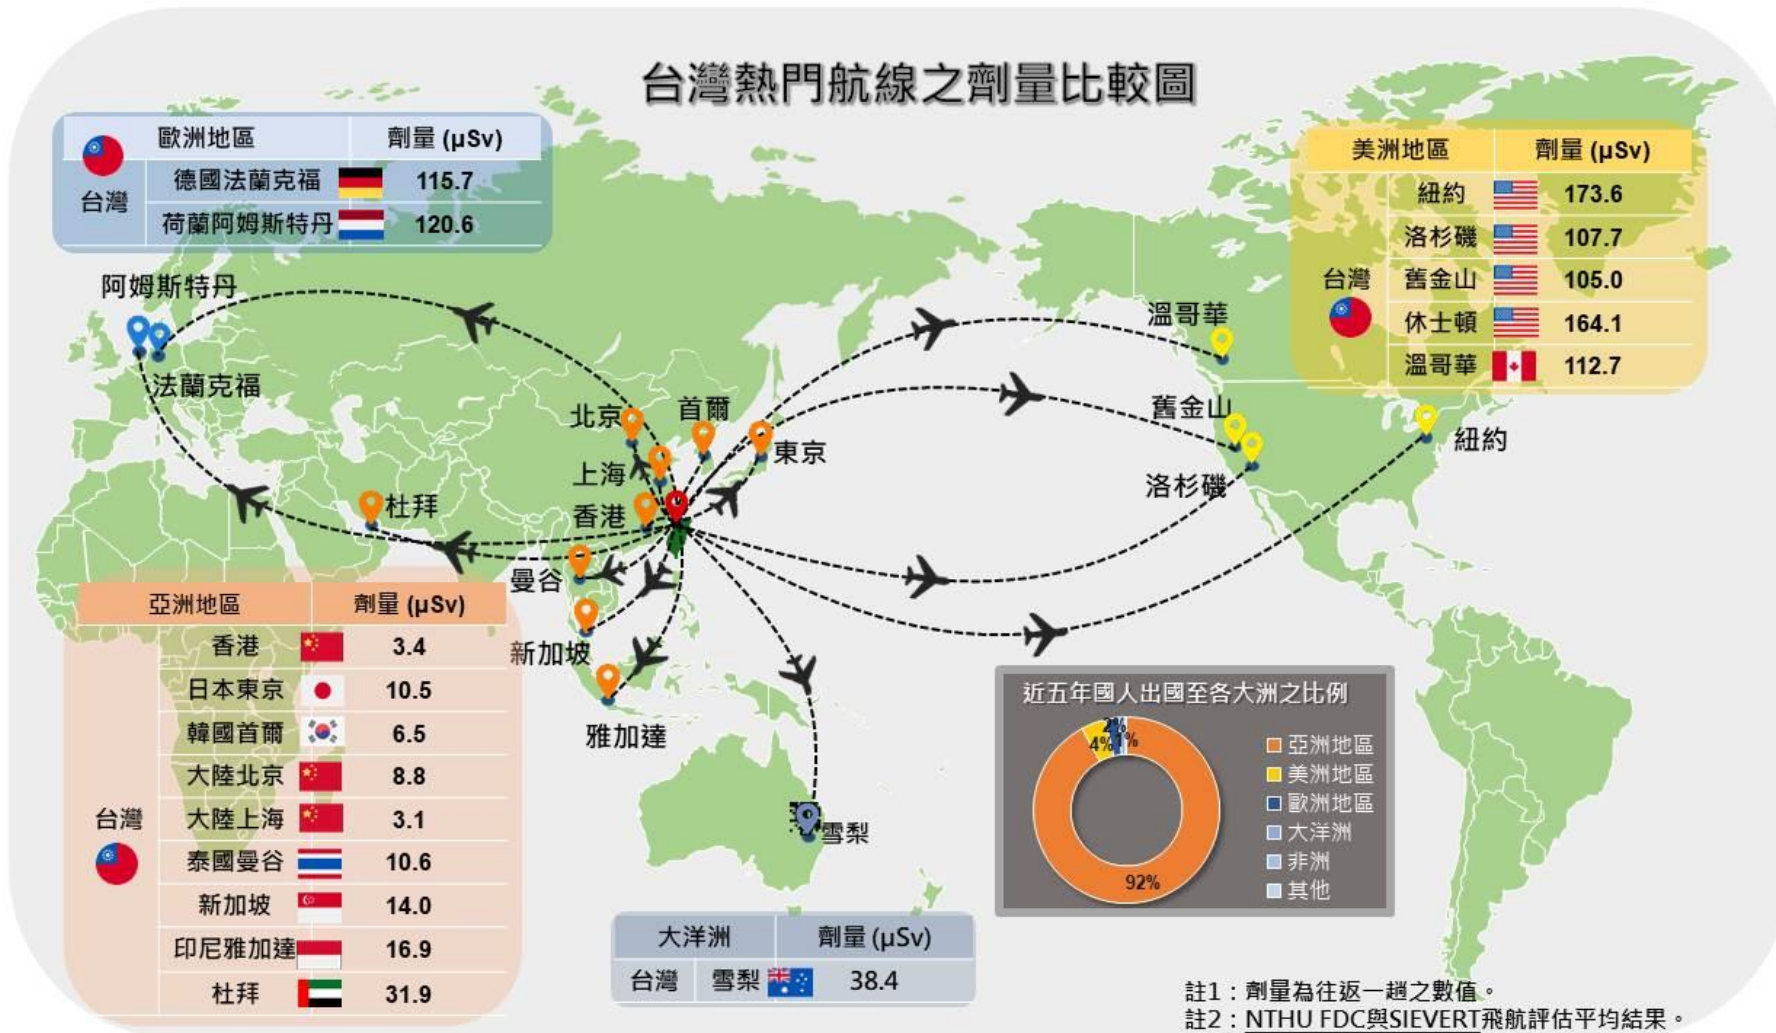 台灣熱門航線之劑量比較圖
歐洲地區 劑量 (μSv)
台灣
德國法蘭克福 115.7
荷蘭阿姆斯特丹 120.6
美洲地區 劑量 (μSv)
台灣
紐約 173.6
洛杉磯 107.7
舊金山 105.0
休士頓 164.1
溫哥華 112.7
阿姆斯特丹
法蘭克福
溫哥華
北京
首爾
舊金山
上海
東京
紐約
洛杉磯
杜拜
香港
曼谷
新加坡
雅加達
雪梨
亞洲地區 劑量 (μSv)
台灣
香港 3.4
日本東京 10.5
韓國首爾 6.5
大陸北京 8.8
大陸上海 3.1
泰國曼谷 10.6
新加坡 14.0
印尼雅加達 16.9
杜拜 31.9
近五年國人出國至各大洲之比例
2%
4% 1%
92%
亞洲地區
美洲地區
歐洲地區
大洋洲
非洲
其他
大洋洲 劑量 (μSv)
台灣 雪梨 38.4
註1：劑量為往返一趟之數值。
註2：NTHU FDC與SIEVERT飛航評估平均結果。